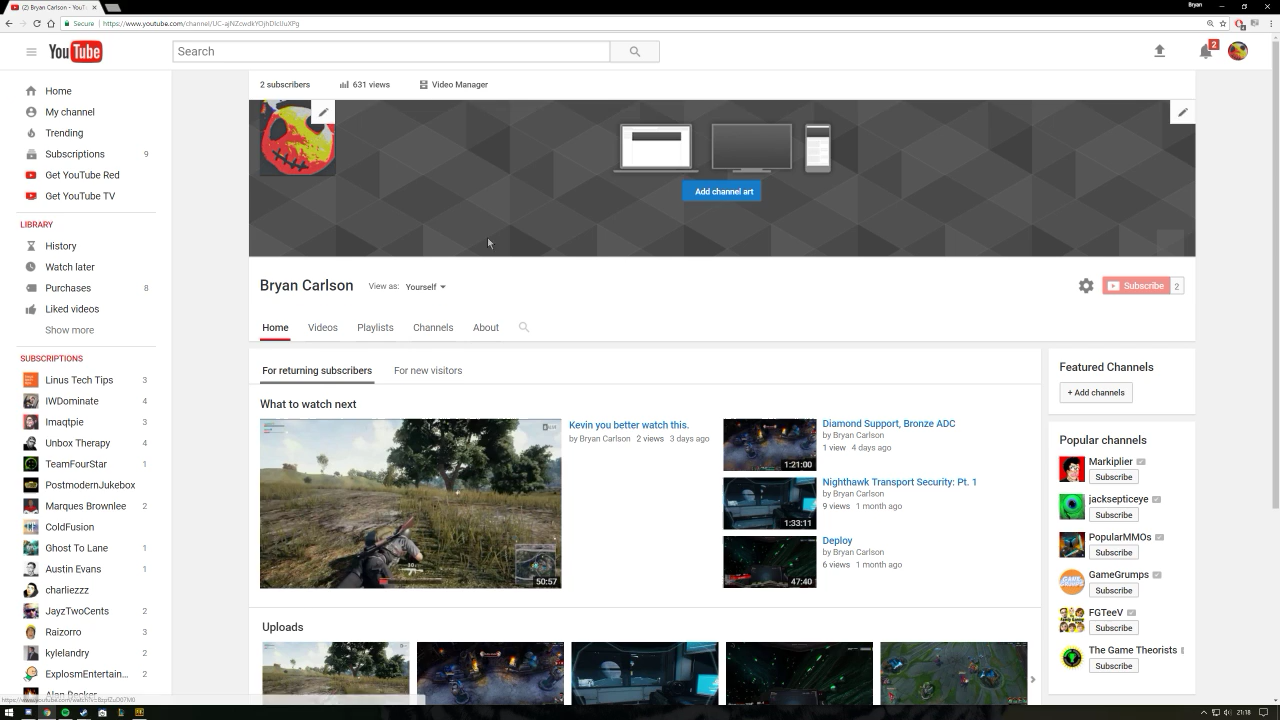 (2) Bryan Carlson - YouT
Bryan
Secure
YouTube
Search
2
Home
My channel
Trending
Subscriptions 9
Get YouTube Red
Get YouTube TV
LIBRARY
History
Watch later
Purchases 8
Liked videos
Show more
SUBSCRIPTIONS
Linus Tech Tips 3
IWDominate 4
Imaqtpie 3
Unbox Therapy 4
TeamFourStar 1
PostmodernJukebox
Marques Brownlee 2
ColdFusion
Ghost To Lane 1
Austin Evans 1
charliezzz
JayzTwoCents 2
Raizorro 3
kylelandry 2
ExplosmEntertain... 2
2 subscribers 631 views Video Manager
Add channel art
Bryan Carlson View as: Yourself
Subscribe 2
Home Videos Playlists Channels About
For returning subscribers For new visitors
What to watch next
50:57
Kevin you better watch this.
by Bryan Carlson 2 views 3 days ago
1:21:00
Diamond Support, Bronze ADC
by Bryan Carlson
1 view 4 days ago
1:33:11
Nighthawk Transport Security: Pt. 1
by Bryan Carlson
9 views 1 month ago
47:40
Deploy
by Bryan Carlson
6 views 1 month ago
Uploads
Featured Channels
+ Add channels
Popular channels
Markiplier
Subscribe
jacksepticeye
Subscribe
PopularMMOs
Subscribe
GameGrumps
Subscribe
FGTeeV
Subscribe
The Game Theorists
Subscribe
21:18